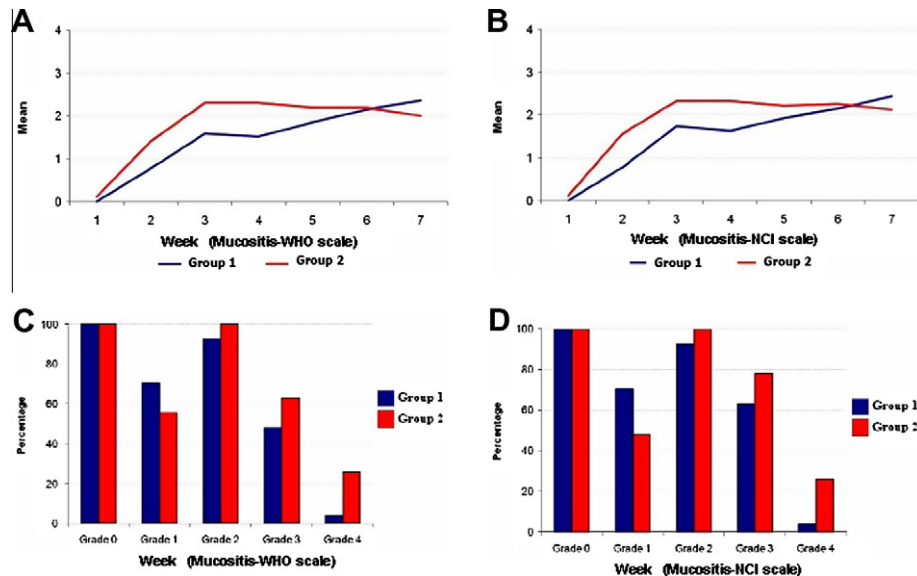 A
4
3
2
1
0
Mean
1 2 3 4 5 6 7
Week (Mucositis-WHO scale)
Group 1 Group 2
B
4
3
2
1
0
Mean
1 2 3 4 5 6 7
Week (Mucositis-NCI scale)
Group 1 Group 2
C
100
80
60
40
20
0
Percentage
Grade 0 Grade 1 Grade 2 Grade 3 Grade 4
Week (Mucositis-WHO scale)
Group 1
Group 2
D
100
80
60
40
20
0
Percentage
Grade 0 Grade 1 Grade 2 Grade 3 Grade 4
Week (Mucositis-NCI scale)
Group 1
Group 2